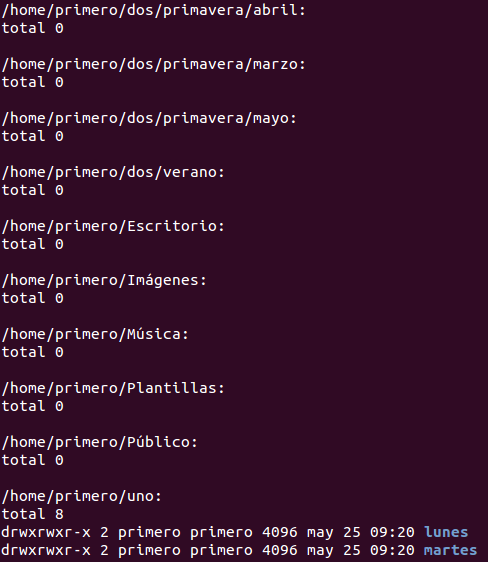 /home/primero/dos/primavera/abril:
total 0
/home/primero/dos/primavera/marzo:
total 0
/home/primero/dos/primavera/mayo:
total 0
/home/primero/dos/verano:
total 0
/home/primero/Escritorio:
total 0
/home/primero/Imágenes:
total 0
/home/primero/Música:
total 0
/home/primero/Plantillas:
total 0
/home/primero/Público:
total 0
/home/primero/uno:
total 8
drwxrwxr-x 2 primero primero 4096 may 25 09:20 lunes
drwxrwxr-x 2 primero primero 4096 may 25 09:20 martes